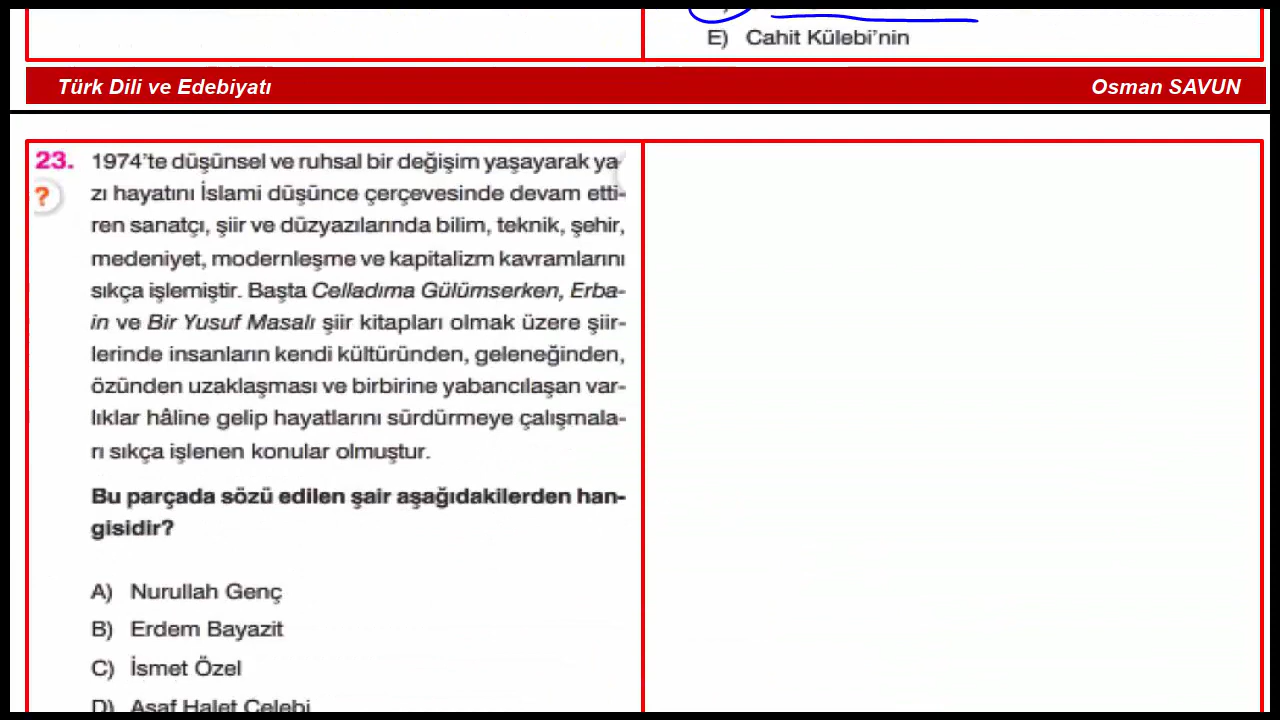 E) Cahit Külebi’nin
Türk Dili ve Edebiyatı
Osman SAVUN
23. 1974’te düşünsel ve ruhsal bir değişim yaşayarak ya
? zı hayatını İslami düşünce çerçevesinde devam etti-
ren sanatçı, şiir ve düzyazılarında bilim, teknik, şehir,
medeniyet, modernleşme ve kapitalizm kavramlarını
sıkça işlemiştir. Başta Celladıma Gülümserken, Erba-
in ve Bir Yusuf Masalı şiir kitapları olmak üzere şiir-
lerinde insanların kendi kültüründen, geleneğinden,
özünden uzaklaşması ve birbirine yabancılaşan var-
lıklar hâline gelip hayatlarını sürdürmeye çalışmala-
rı sıkça işlenen konular olmuştur.
Bu parçada sözü edilen şair aşağıdakilerden han-
gisidir?
A) Nurullah Genç
B) Erdem Bayazit
C) İsmet Özel
D) Asaf Halet Çelebi